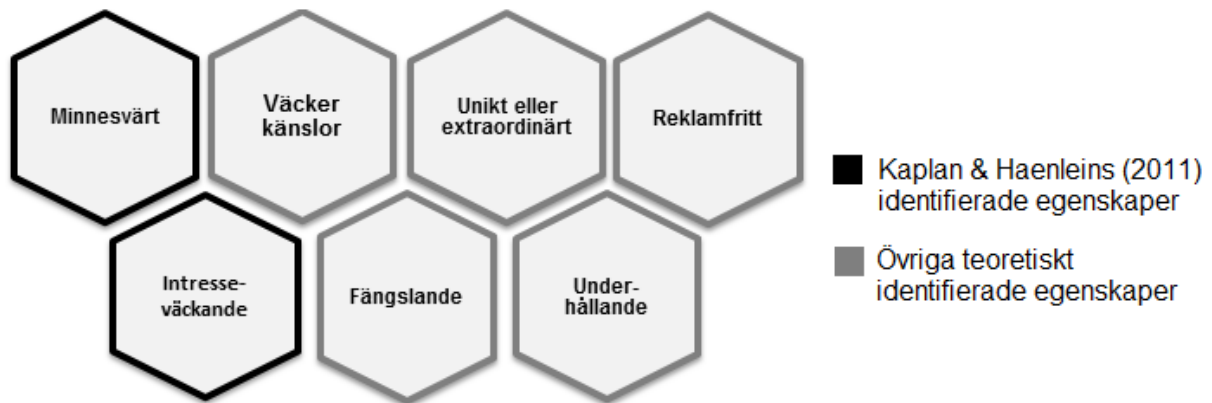 Minnesvärt
Väcker
känslor
Unikt eller
extraordinärt
Reklamfritt
Intresse-
väckande
Fängslande
Under-
hållande
Kaplan & Haenleins (2011)
identifierade egenskaper
Övriga teoretiskt
identifierade egenskaper